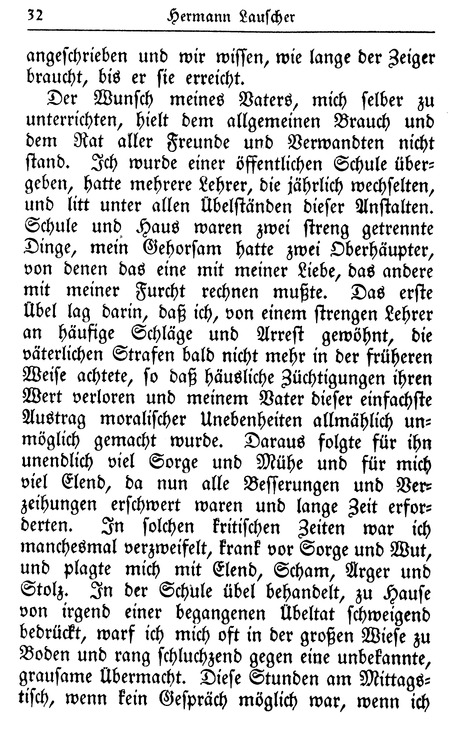 32 Hermann Lauscher
angeschrieben und wir wissen, wie lange der Zeiger
braucht, bis er sie erreicht.
Der Wunsch meines Vaters, mich selber zu
unterrichten, hielt dem allgemeinen Brauch und
dem Rat aller Freunde und Verwandten nicht
stand. Ich wurde einer öffentlichen Schule über-
geben, hatte mehrere Lehrer, die jährlich wechselten,
und litt unter allen Übelständen dieser Anstalten.
Schule und Haus waren zwei streng getrennte
Dinge, mein Gehorsam hatte zwei Oberhäupter,
von denen das eine mit meiner Liebe, das andere
mit meiner Furcht rechnen mußte. Das erste
Übel lag darin, daß ich, von einem strengen Lehrer
an häufige Schläge und Arrest gewöhnt, die
väterlichen Strafen bald nicht mehr in der früheren
Weise achtete, so daß häusliche Züchtigungen ihren
Wert verloren und meinem Vater dieser einfachste
Austrag moralischer Unebenheiten allmählich un-
möglich gemacht wurde. Daraus folgte für ihn
unendlich viel Sorge und Mühe und für mich
viel Elend, da nun alle Besserungen und Ver-
zeihungen erschwert waren und lange Zeit erfor-
derten. In solchen kritischen Zeiten war ich
manchesmal verzweifelt, krank vor Sorge und Wut,
und plagte mich mit Elend, Scham, Ärger und
Stolz. In der Schule übel behandelt, zu Hause
von irgend einer begangenen Übeltat schweigend
bedrückt, warf ich mich oft in der großen Wiese zu
Boden und rang schluchzend gegen eine unbekannte,
grausame Übermacht. Diese Stunden am Mittags-
tisch, wenn kein Gespräch möglich war, wenn ich